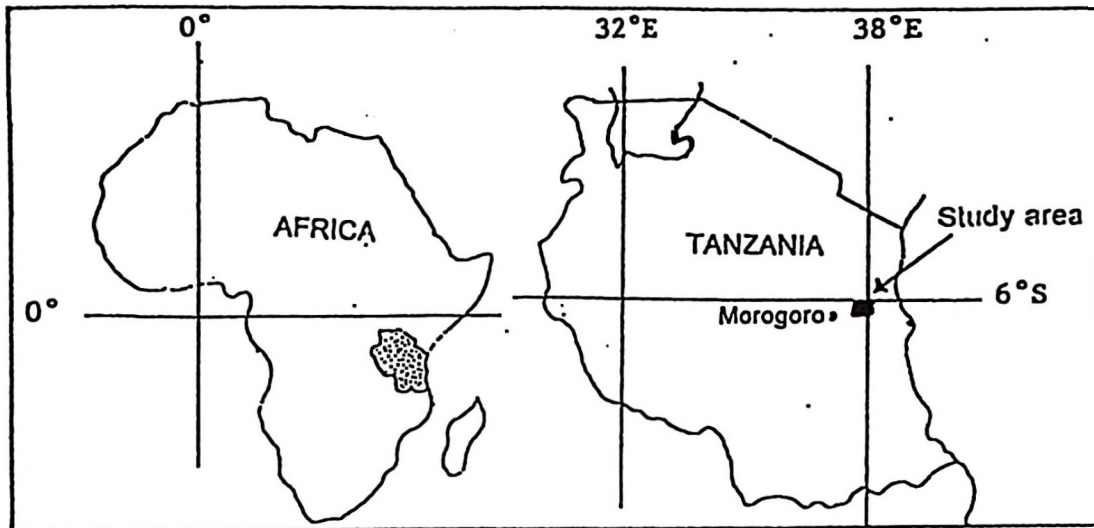 0°
32°E
38°E
AFRICA
TANZANIA
Study area
0°
6°S
Morogoro